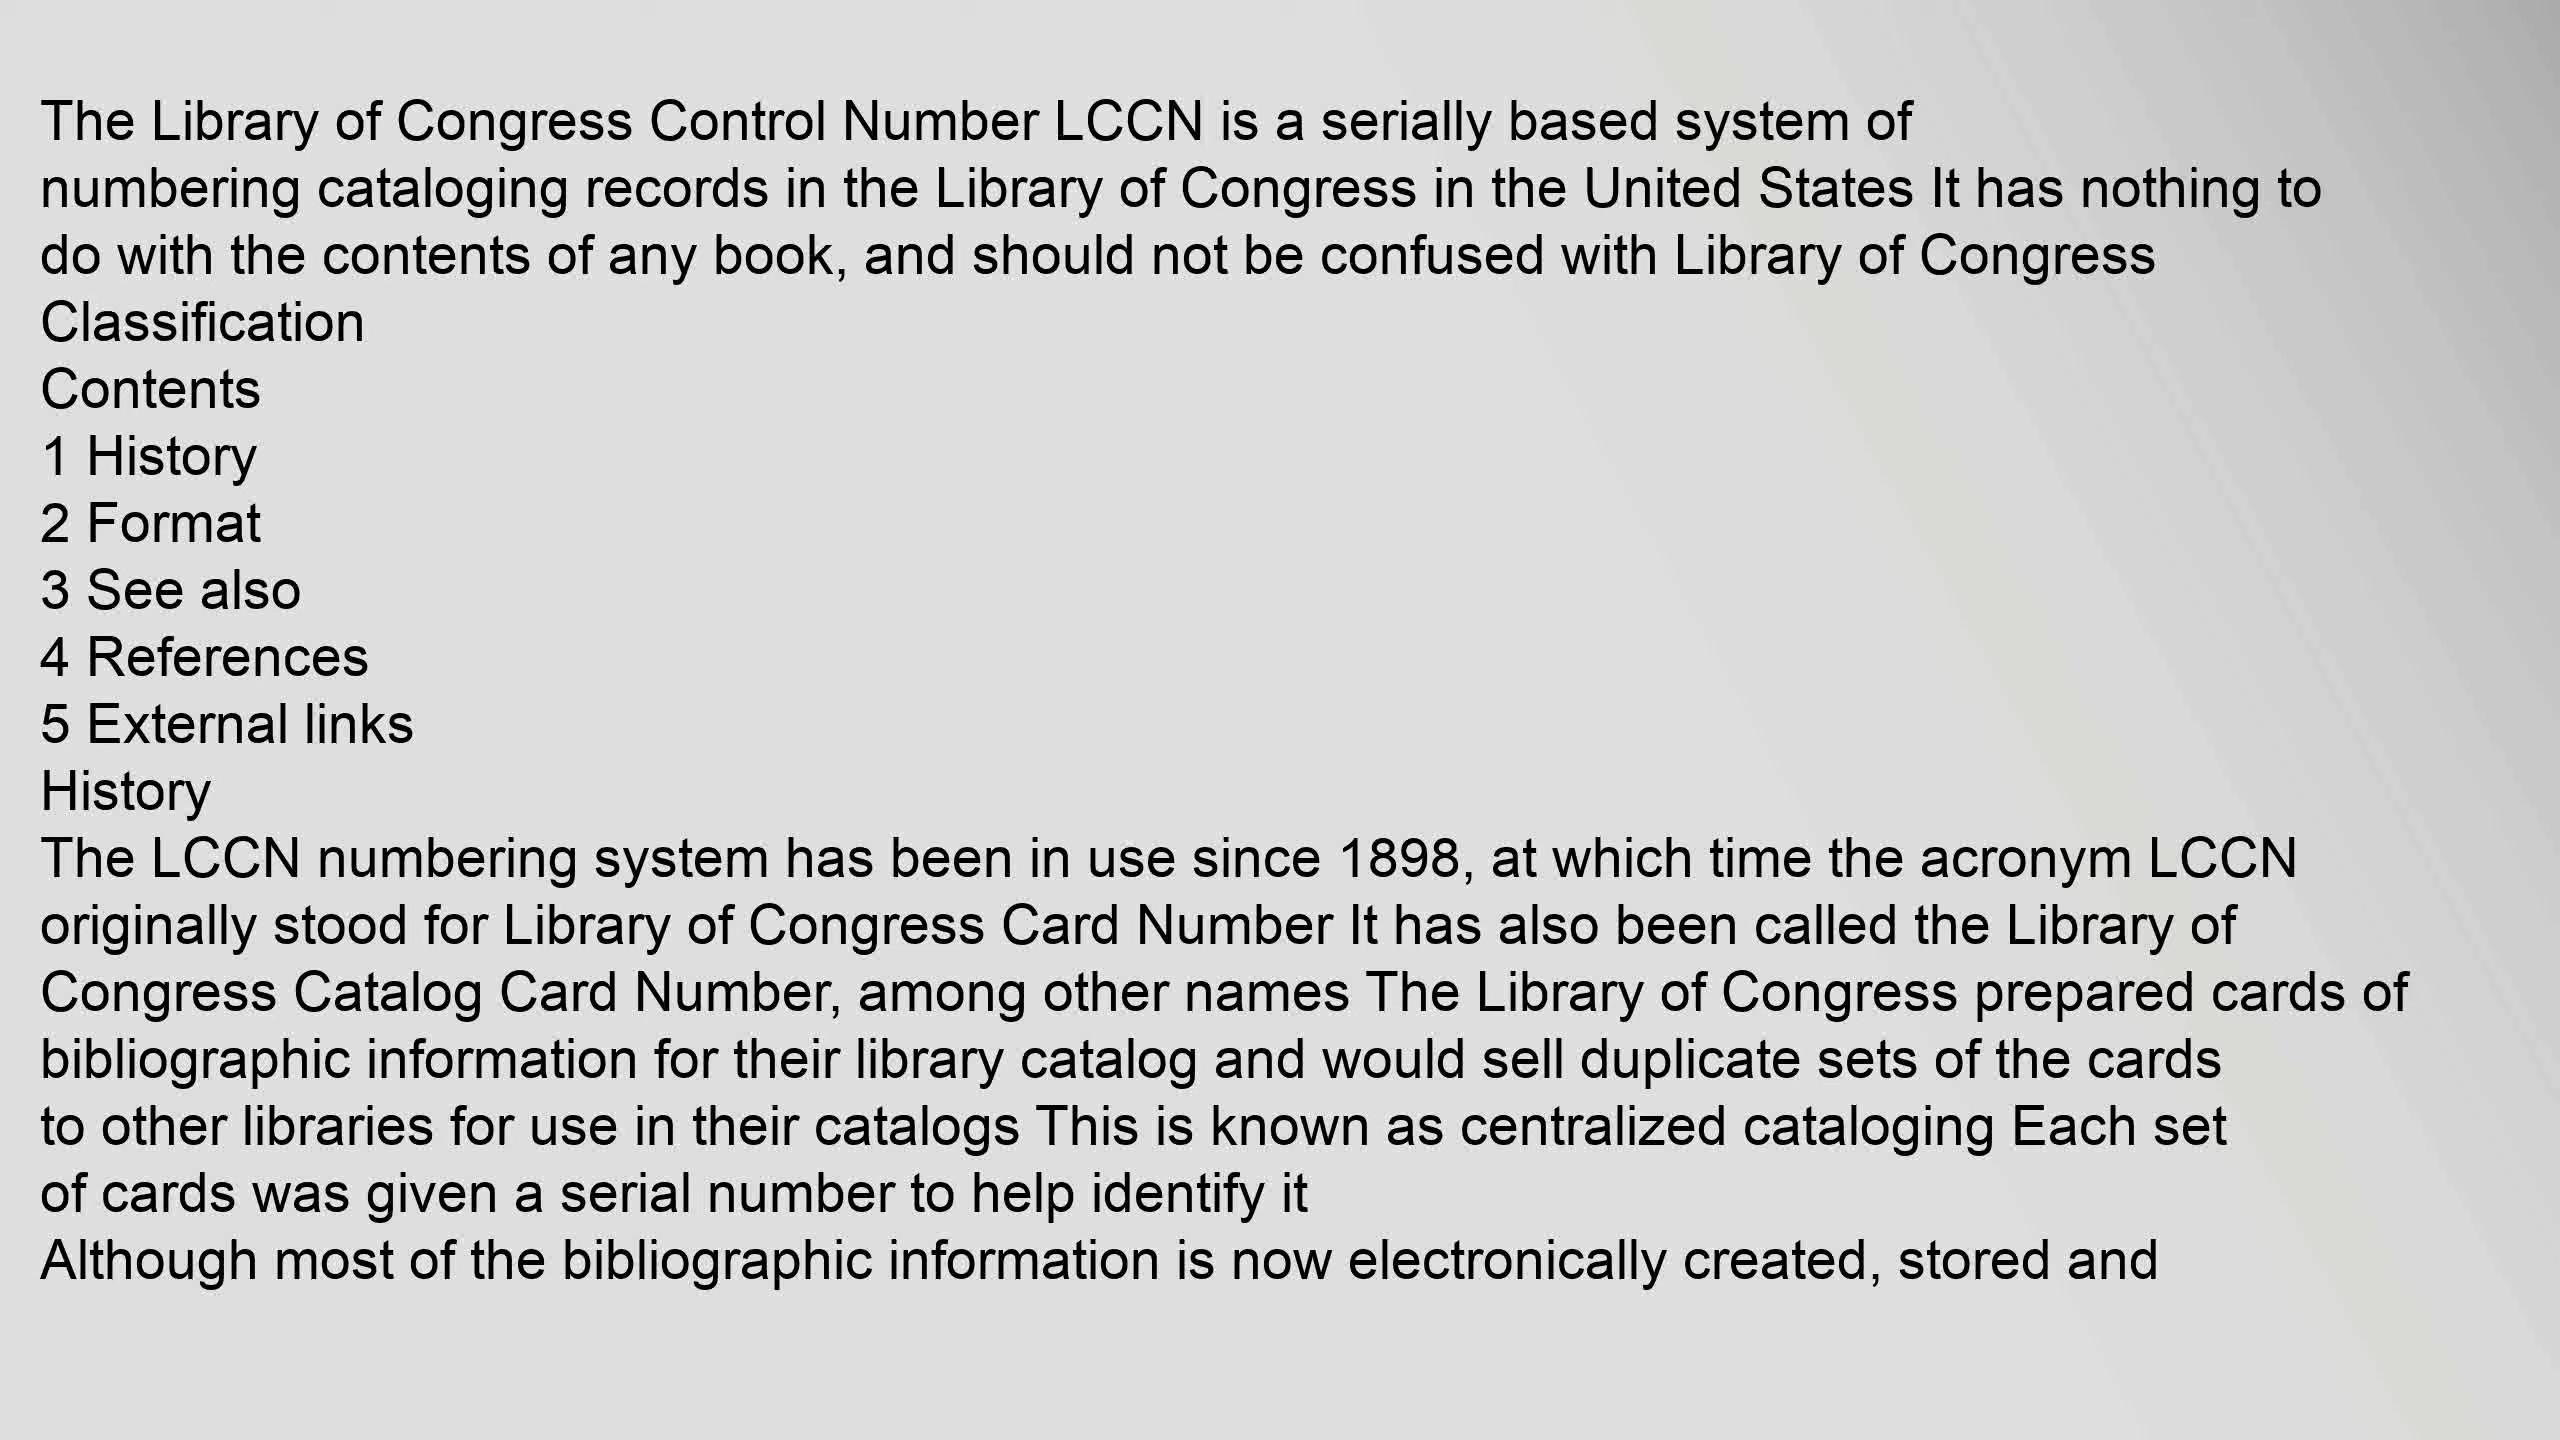 The Library of Congress Control Number LCCN is a serially based system of
numbering cataloging records in the Library of Congress in the United States It has nothing to
do with the contents of any book, and should not be confused with Library of Congress
Classification
Contents
1 History
2 Format
3 See also
4 References
5 External links
History
The LCCN numbering system has been in use since 1898, at which time the acronym LCCN
originally stood for Library of Congress Card Number It has also been called the Library of
Congress Catalog Card Number, among other names The Library of Congress prepared cards of
bibliographic information for their library catalog and would sell duplicate sets of the cards
to other libraries for use in their catalogs This is known as centralized cataloging Each set
of cards was given a serial number to help identify it
Although most of the bibliographic information is now electronically created, stored and